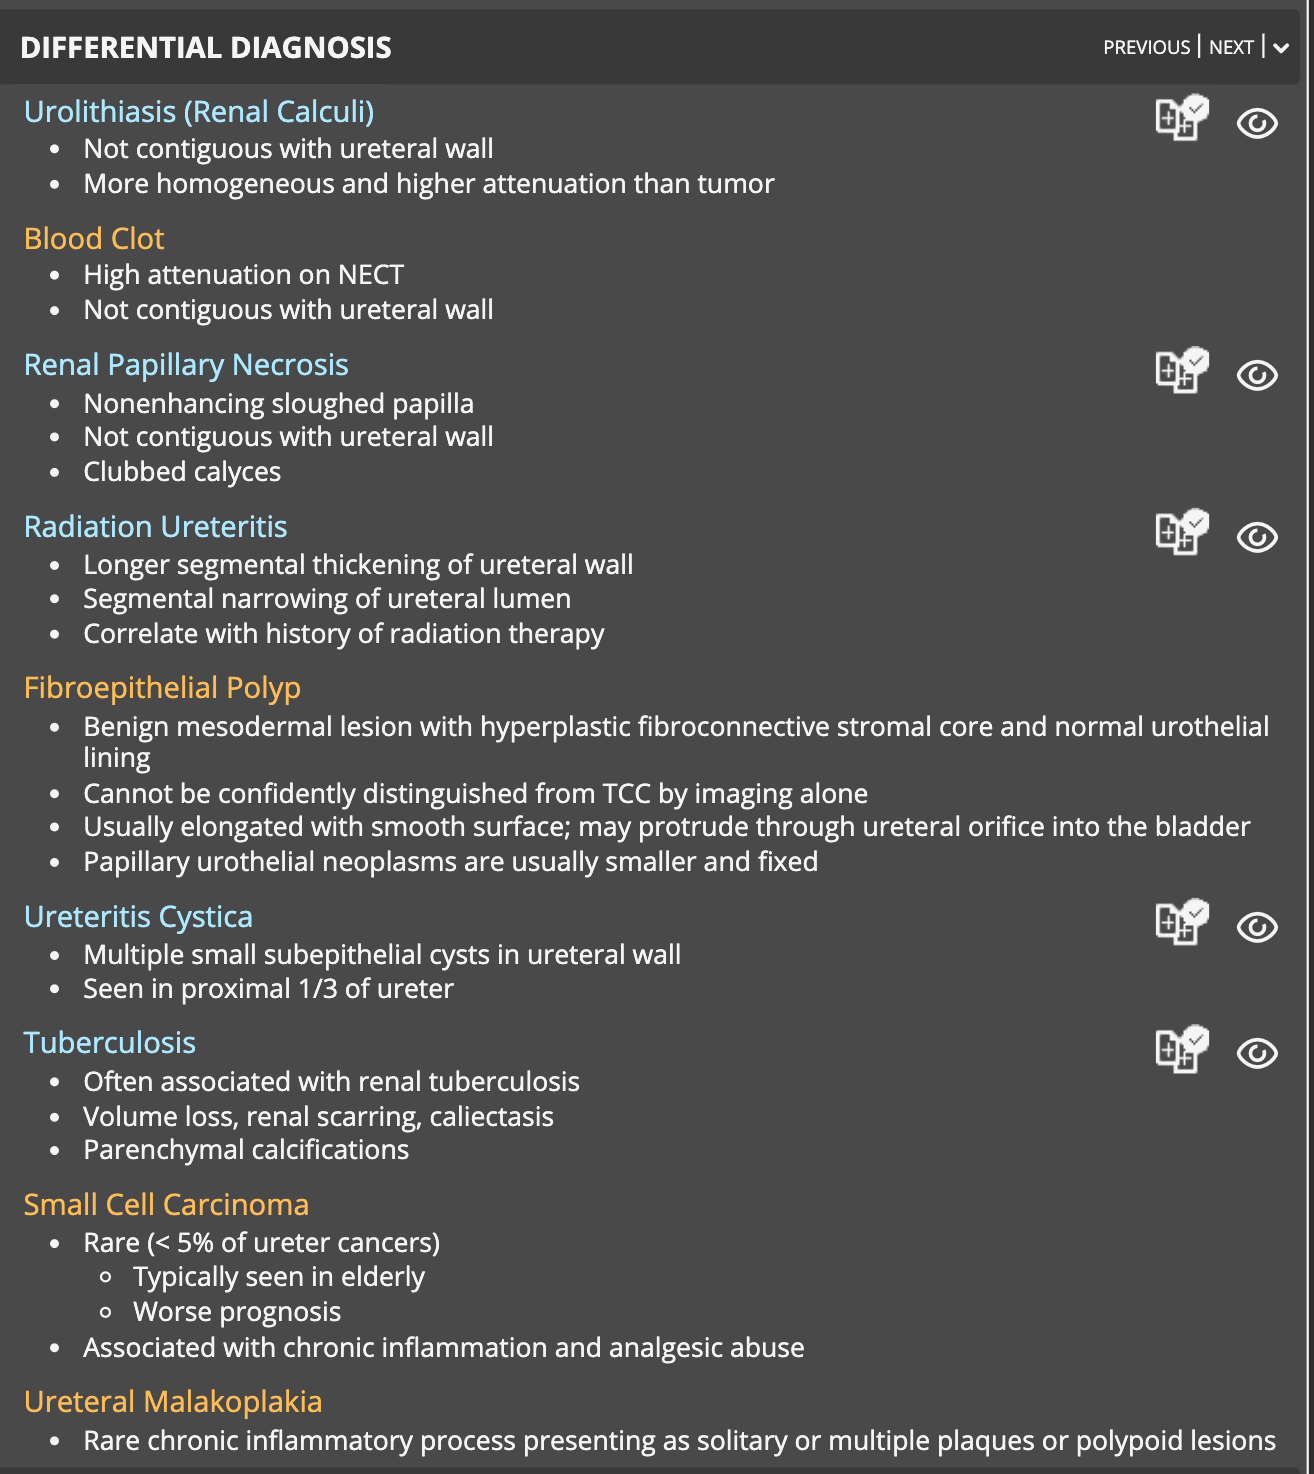 DIFFERENTIAL DIAGNOSIS
PREVIOUS | NEXT |
Urolithiasis (Renal Calculi)
• Not contiguous with ureteral wall
• More homogeneous and higher attenuation than tumor
Blood Clot
• High attenuation on NECT
• Not contiguous with ureteral wall
Renal Papillary Necrosis
• Nonenhancing sloughed papilla
• Not contiguous with ureteral wall
• Clubbed calyces
Radiation Ureteritis
• Longer segmental thickening of ureteral wall
• Segmental narrowing of ureteral lumen
• Correlate with history of radiation therapy
Fibroepithelial Polyp
• Benign mesodermal lesion with hyperplastic fibroconnective stromal core and normal urothelial
lining
• Cannot be confidently distinguished from TCC by imaging alone
• Usually elongated with smooth surface; may protrude through ureteral orifice into the bladder
• Papillary urothelial neoplasms are usually smaller and fixed
Ureteritis Cystica
• Multiple small subepithelial cysts in ureteral wall
• Seen in proximal 1/3 of ureter
Tuberculosis
• Often associated with renal tuberculosis
• Volume loss, renal scarring, caliectasis
• Parenchymal calcifications
Small Cell Carcinoma
• Rare (< 5% of ureter cancers)
○ Typically seen in elderly
○ Worse prognosis
• Associated with chronic inflammation and analgesic abuse
Ureteral Malakoplakia
• Rare chronic inflammatory process presenting as solitary or multiple plaques or polypoid lesions